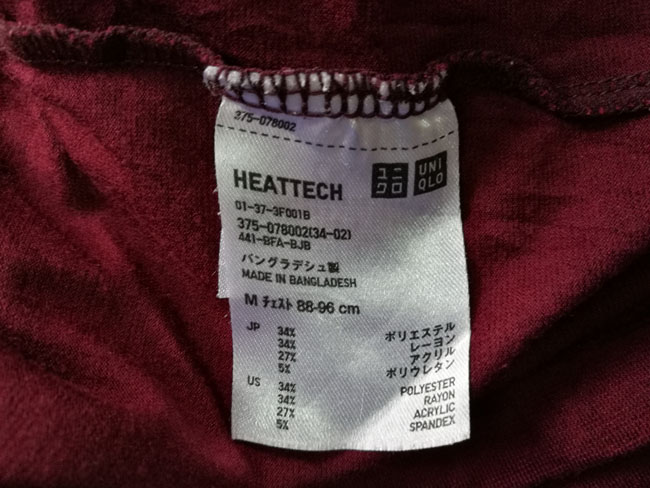 375-078002
HEATTECH
ユニクロ
UNIQLO
01-37-3F001B
375-078002(34-02)
441-BFA-BJB
バングラデシュ製
MADE IN BANGLADESH
M チェスト 88-96 cm
JP 34% ポリエステル
34% レーヨン
27% アクリル
5% ポリウレタン
US 34% POLYESTER
34% RAYON
27% ACRYLIC
5% SPANDEX